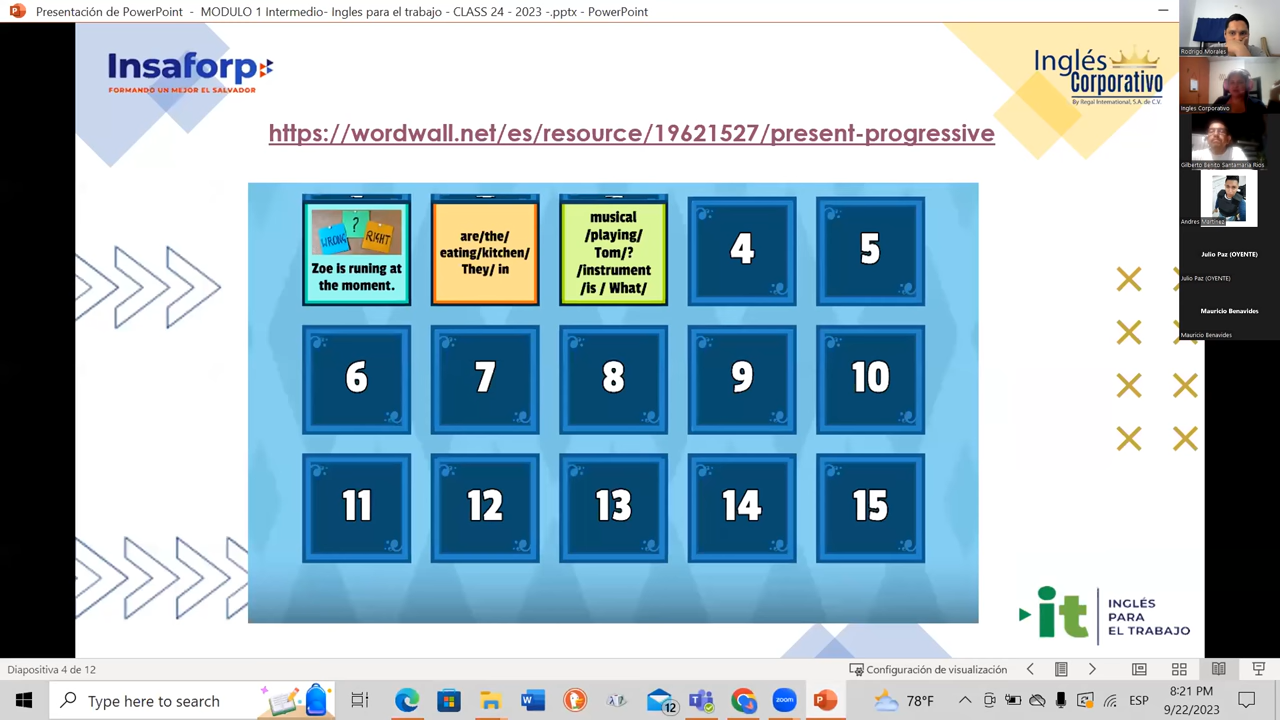 Presentación de PowerPoint - MODULO 1 Intermedio- Ingles para el trabajo - CLASS 24 - 2023 -.pptx - PowerPoint
Insaforp
FORMANDO UN MEJOR EL SALVADOR
Inglés
Corporativo
By Regal International, S.A. de C.V.
https://wordwall.net/es/resource/19621527/present-progressive
WRONG
?
RIGHT
Zoe is runing at
the moment.
are/the/
eating/kitchen/
They/ in
musical
/playing/
Tom/?
/instrument
/is / What/
4
5
6
7
8
9
10
11
12
13
14
15
it
INGLÉS
PARA
EL TRABAJO
Rodrigo Morales
Ingles Corporativo
Gilberto Benito Santamaria Rios
Andres Martinez
Julio Paz (OYENTE)
Julio Paz (OYENTE)
Mauricio Benavides
Mauricio Benavides
Diapositiva 4 de 12
Configuración de visualización
Type here to search
12
zoom
78°F
ESP
8:21 PM
9/22/2023